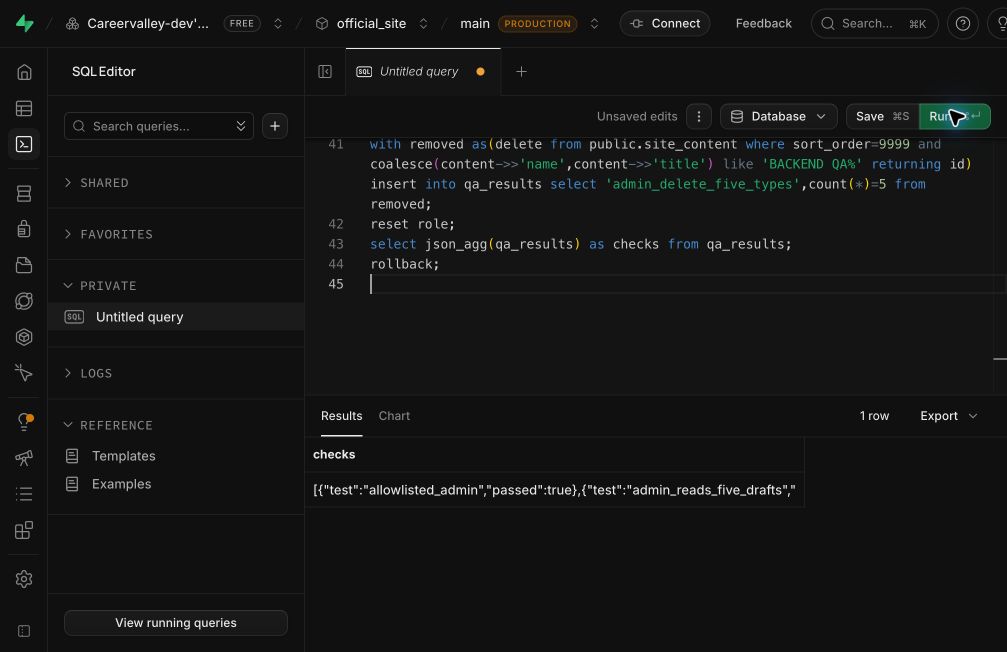 Careervalley-dev'... FREE official_site main PRODUCTION Connect Feedback Search... ⌘K
SQL Editor
SQL Untitled query
Search queries...
Unsaved edits Database Save ⌘S
SHARED
FAVORITES
PRIVATE
SQL Untitled query
LOGS
REFERENCE
Templates
Examples
View running queries
41 with removed as(delete from public.site_content where sort_order=9999 and
coalesce(content->>'name',content->>'title') like 'BACKEND QA%' returning id)
insert into qa_results select 'admin_delete_five_types',count(*)=5 from
removed;
42 reset role;
43 select json_agg(qa_results) as checks from qa_results;
44 rollback;
45
Results Chart 1 row Export
checks
[{"test":"allowlisted_admin","passed":true},{"test":"admin_reads_five_drafts","